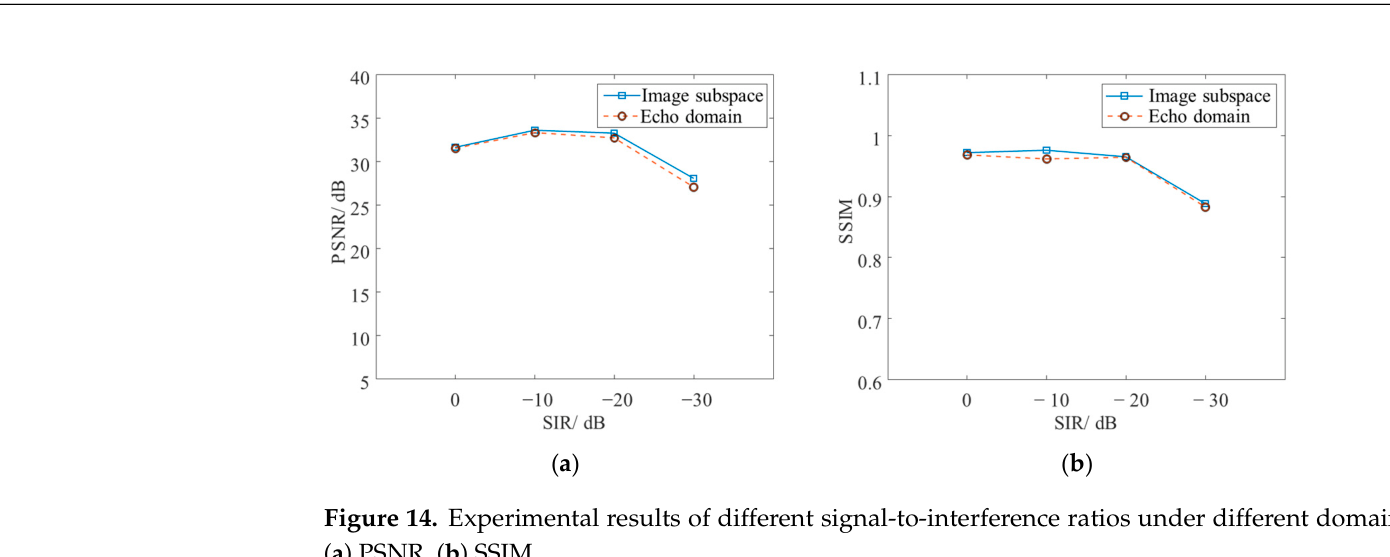 40
35
30
25
20
15
10
5
PSNR/ dB
Image subspace
Echo domain
0 −10 −20 −30
SIR/ dB
(a)
1.1
1
0.9
0.8
0.7
0.6
SSIM
Image subspace
Echo domain
0 −10 −20 −30
SIR/ dB
(b)
Figure 14. Experimental results of different signal-to-interference ratios under different domain
(a) PSNR. (b) SSIM